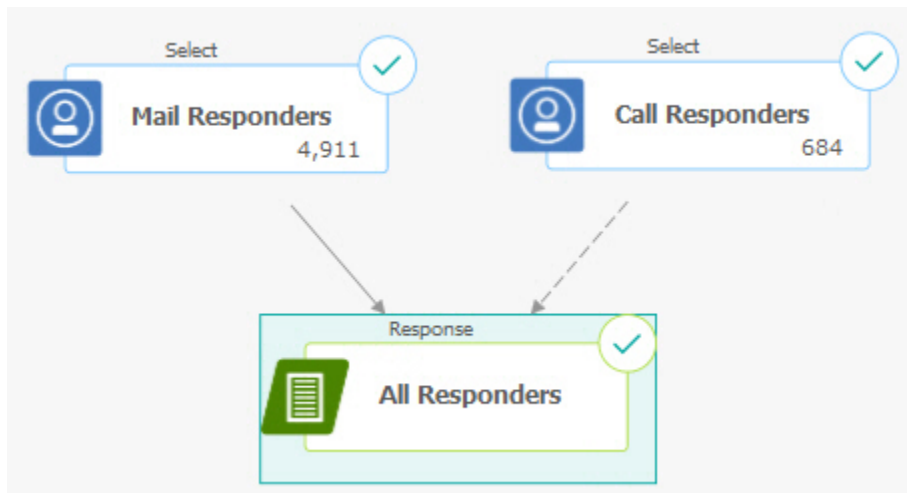 Select
Mail Responders
4,911
Select
Call Responders
684
Response
All Responders